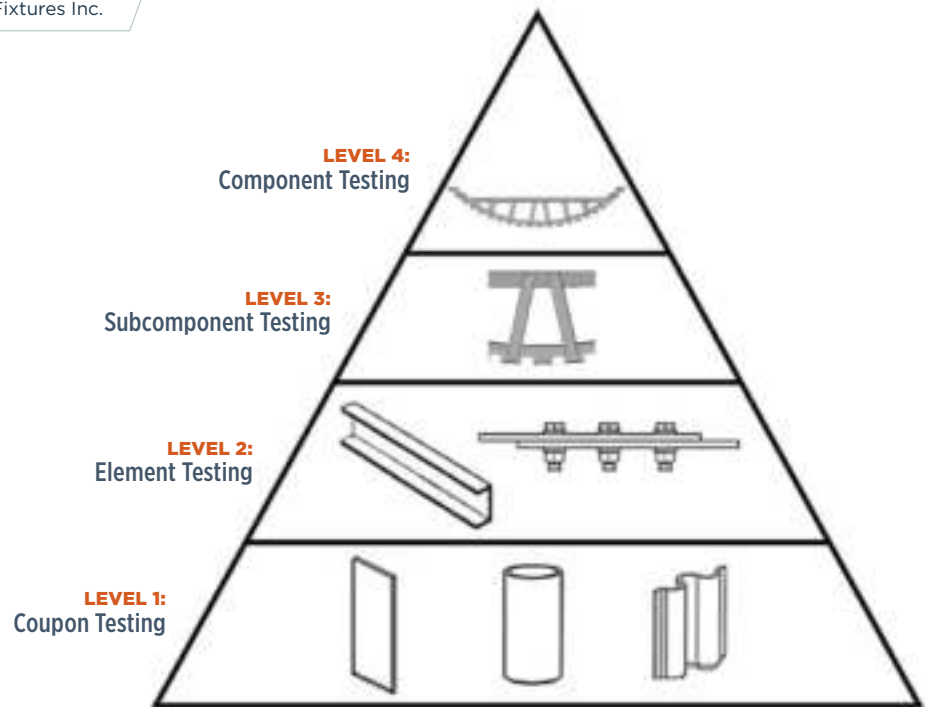 Fixtures Inc.
LEVEL 4:
Component Testing
LEVEL 3:
Subcomponent Testing
LEVEL 2:
Element Testing
LEVEL 1:
Coupon Testing